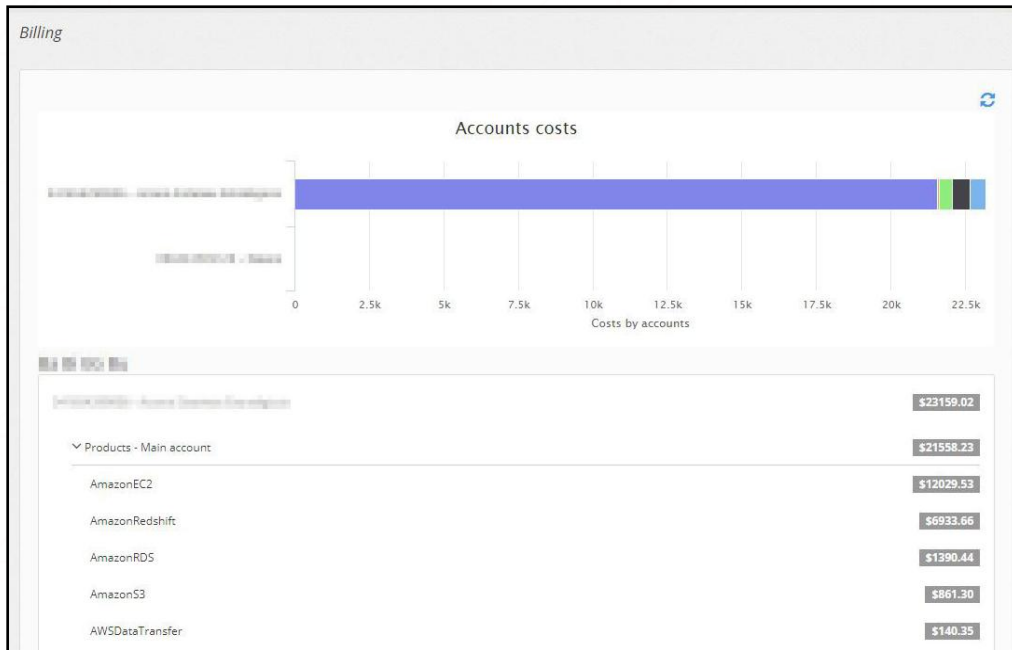 Billing
Accounts costs
0 2.5k 5k 7.5k 10k 12.5k 15k 17.5k 20k 22.5k
Costs by accounts
$23159.02
Products - Main account $21558.23
AmazonEC2 $12029.53
AmazonRedshift $6933.66
AmazonRDS $1390.44
AmazonS3 $861.30
AWSDataTransfer $140.35